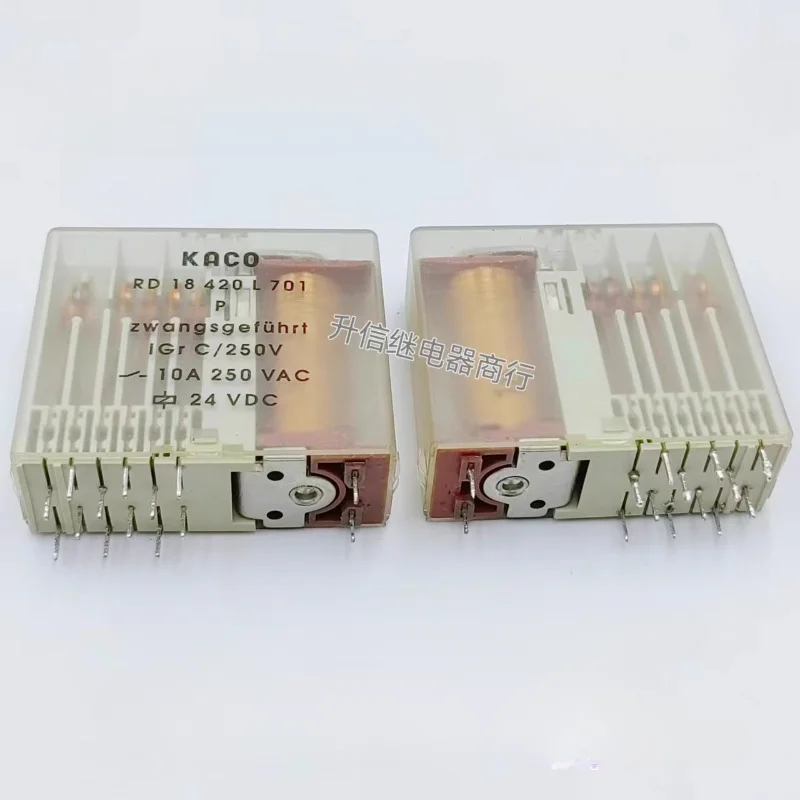 KACO
RD 18 420 L 701
P
zwangsgeführt
iGr C/250V
10A 250 VAC
24 VDC
升信继电器商行